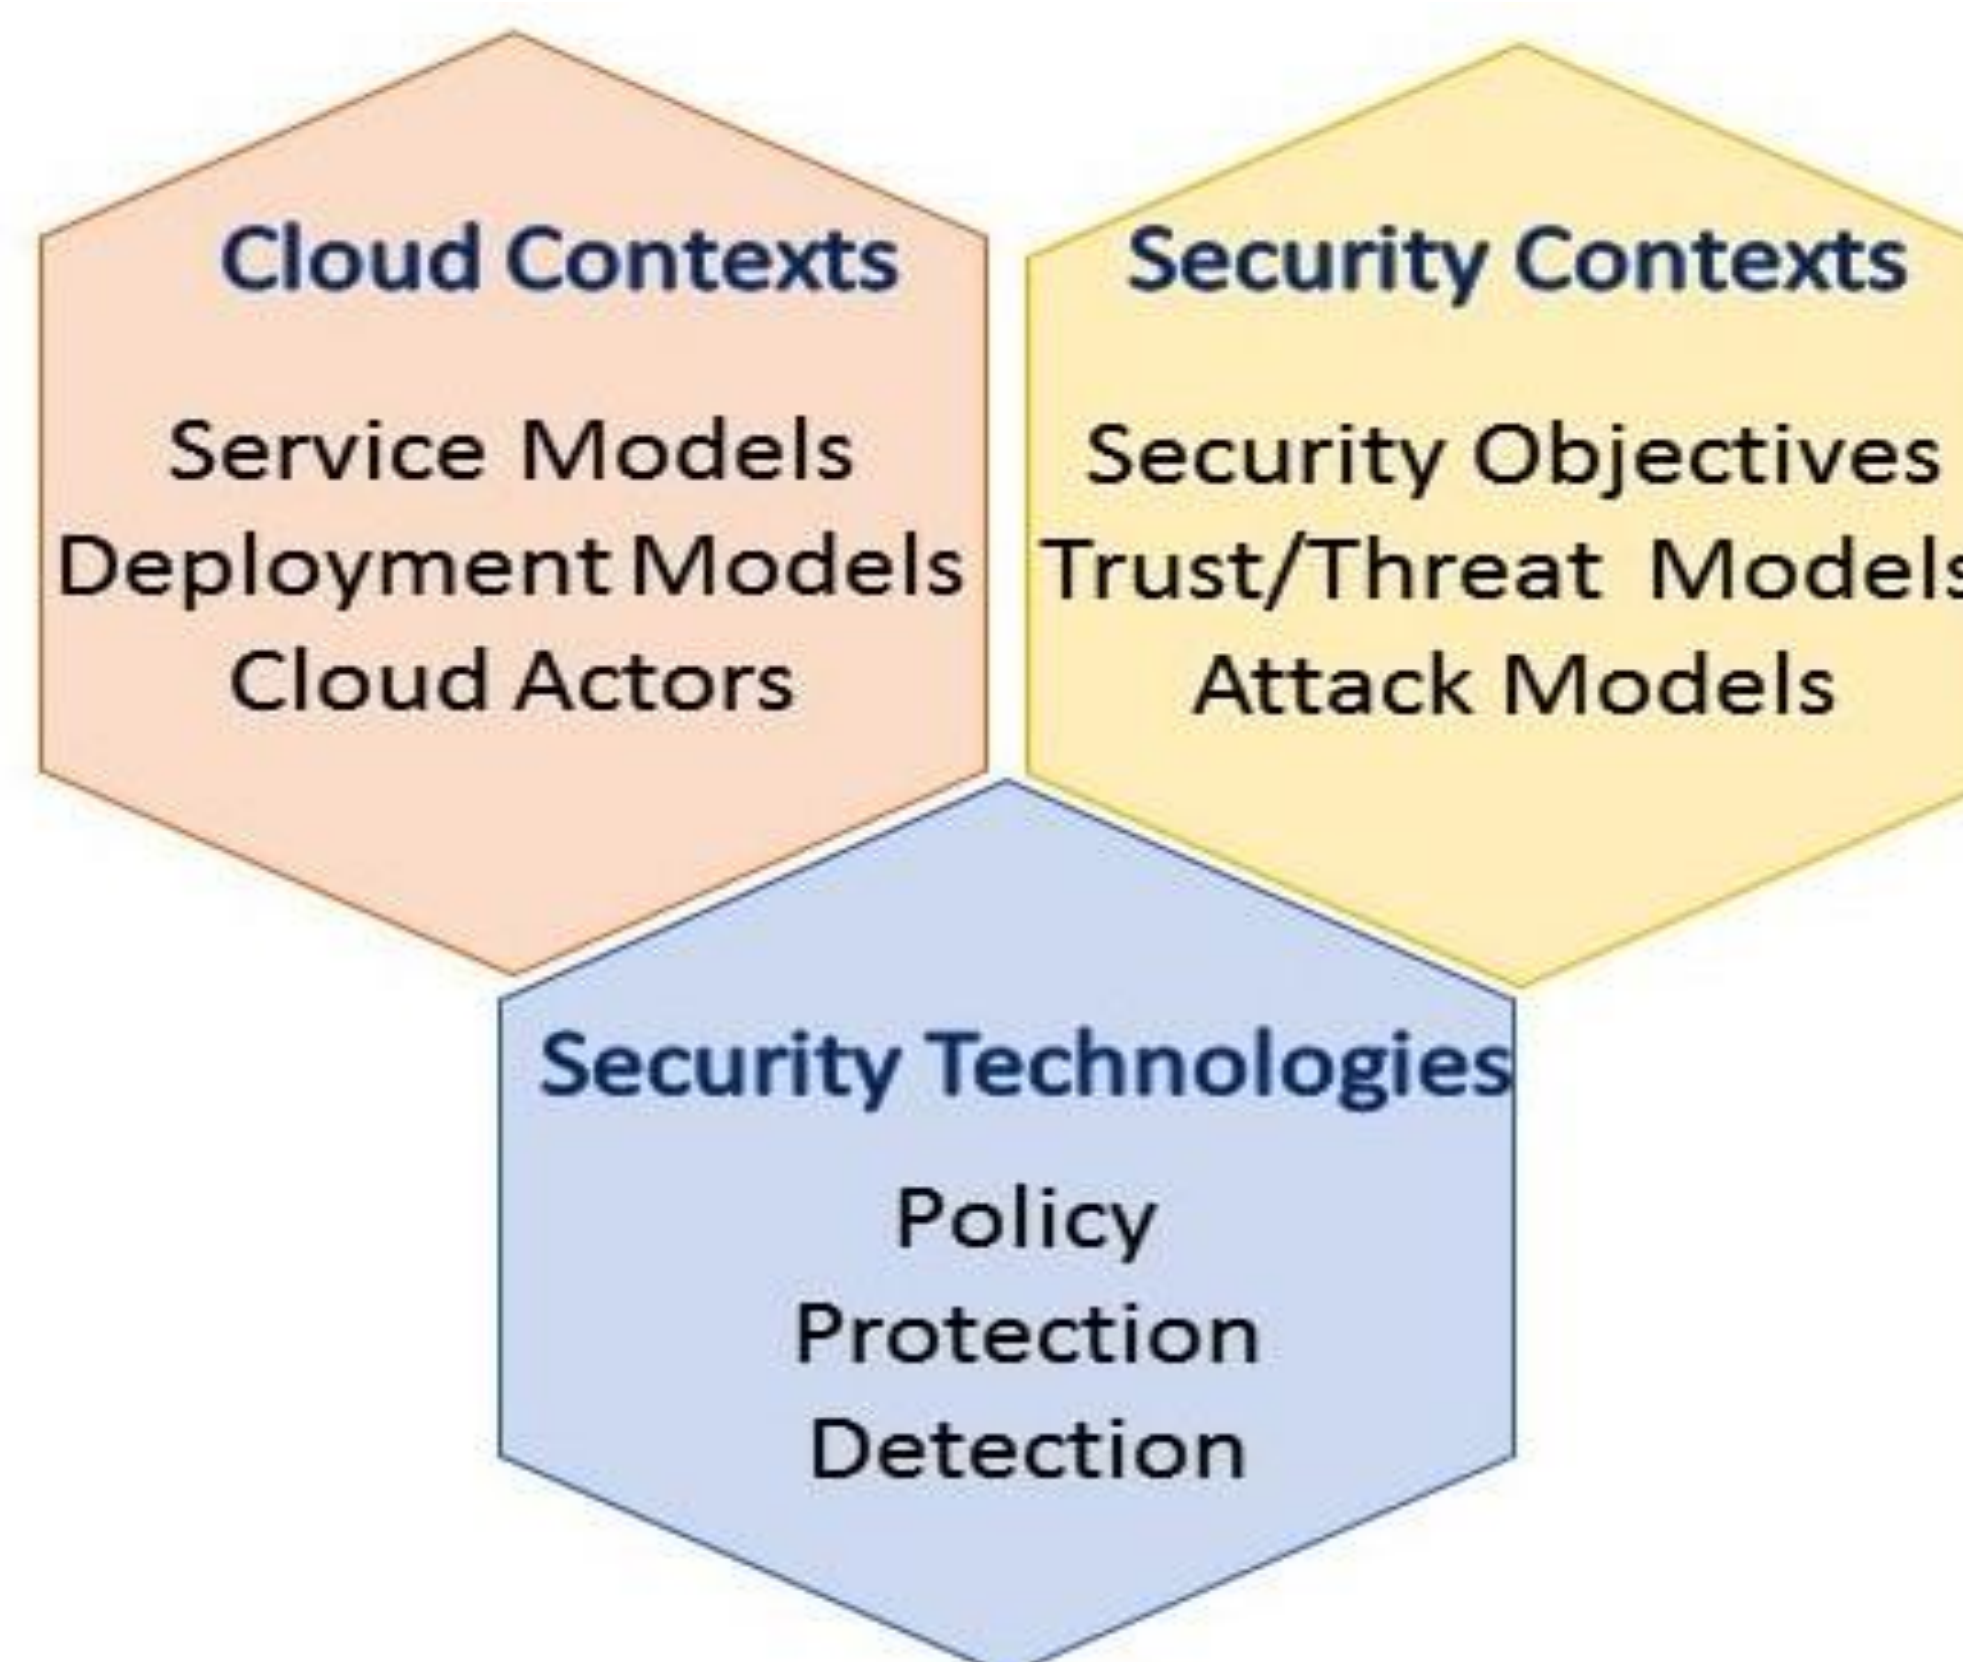 Cloud Contexts
Service Models
Deployment Models
Cloud Actors
Security Contexts
Security Objectives
Trust/Threat Models
Attack Models
Security Technologies
Policy
Protection
Detection